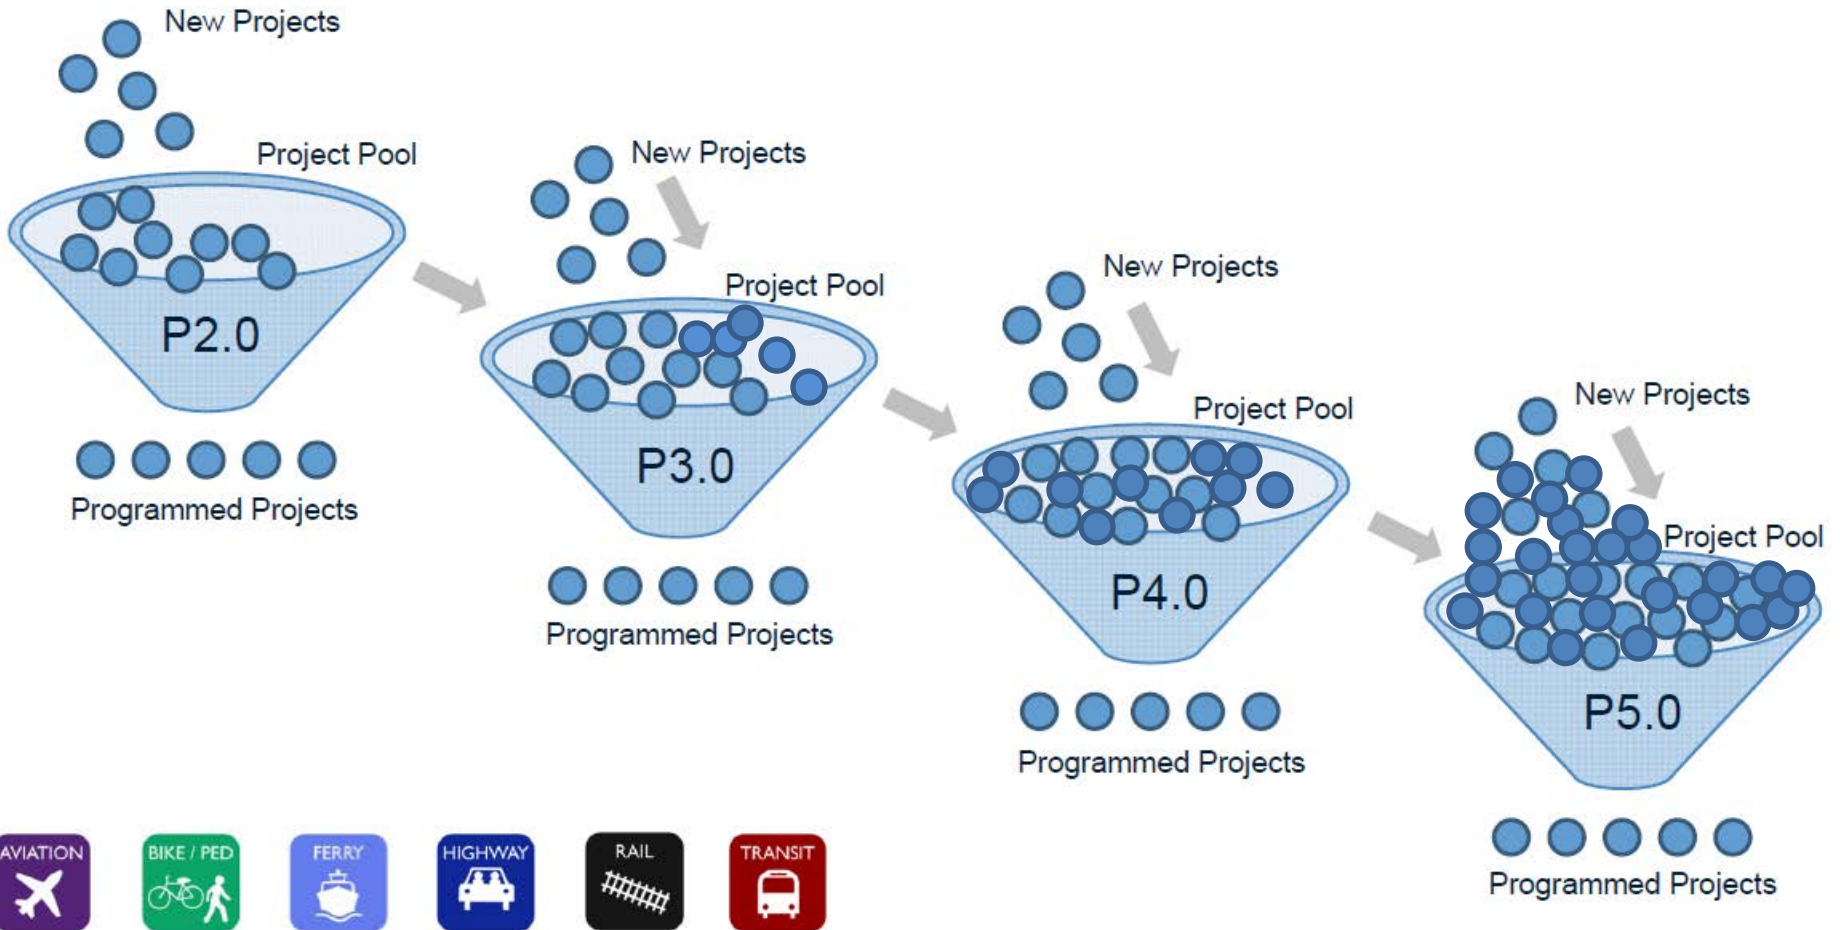 New Projects
Project Pool
P2.0
Programmed Projects
New Projects
Project Pool
P3.0
Programmed Projects
New Projects
Project Pool
P4.0
Programmed Projects
New Projects
Project Pool
P5.0
Programmed Projects
AVIATION
BIKE / PED
FERRY
HIGHWAY
RAIL
TRANSIT